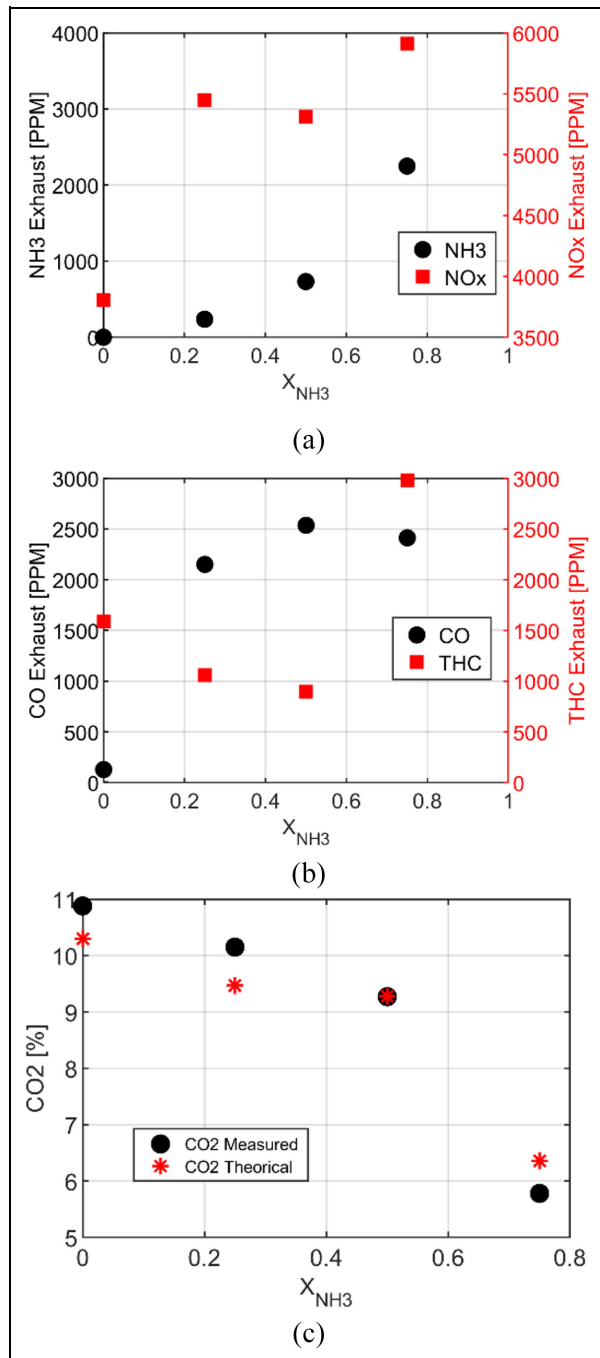 4000
3000
2000
1000
0
NH3 Exhaust [PPM]
6000
5500
5000
4500
4000
3500
NOx Exhaust [PPM]
NH3
NOx
0 0.2 0.4 0.6 0.8 1
X_NH3
(a)
3000
2500
2000
1500
1000
500
0
CO Exhaust [PPM]
3000
2500
2000
1500
1000
500
0
THC Exhaust [PPM]
CO
THC
0 0.2 0.4 0.6 0.8 1
X_NH3
(b)
11
10
9
8
7
6
5
CO2 [%]
CO2 Measured
CO2 Theorical
0 0.2 0.4 0.6 0.8
X_NH3
(c)